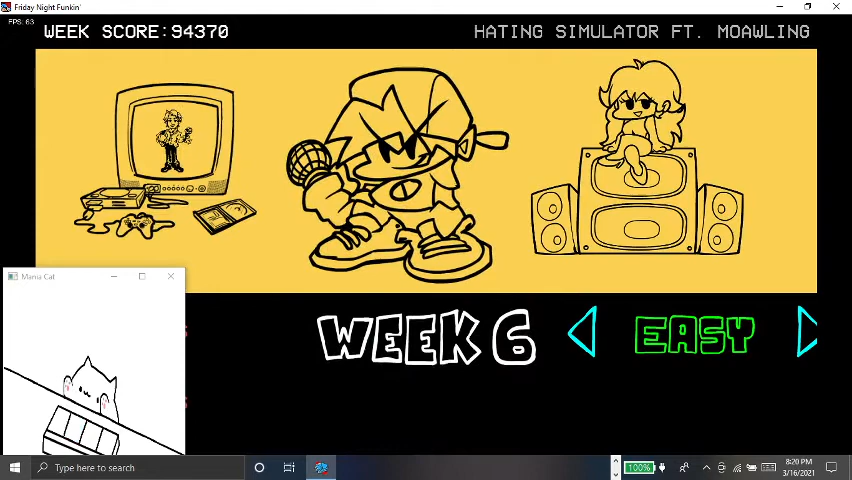 Friday Night Funkin'
FPS: 63
WEEK SCORE:94370
HATING SIMULATOR FT. MOAWLING
Mania Cat
WEEK 6
EASY
Type here to search
100%
8:20 PM
3/16/2021